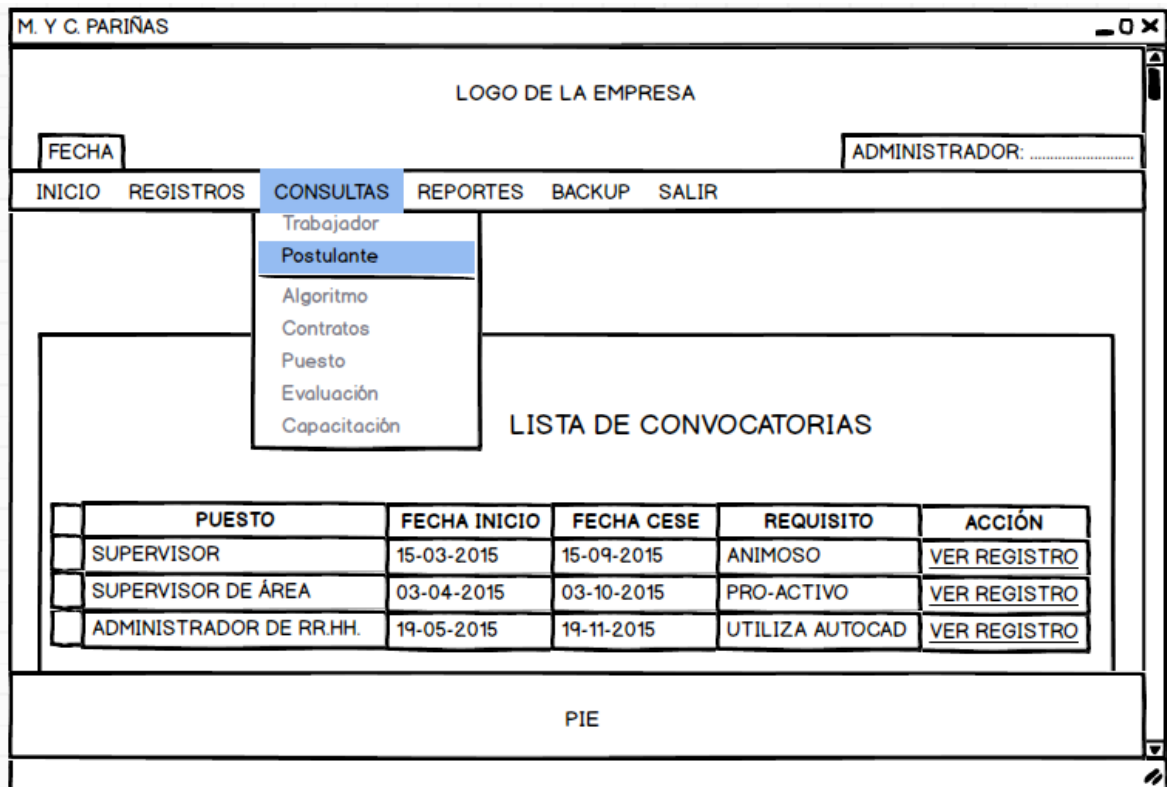 M. Y C. PARIÑAS
LOGO DE LA EMPRESA
FECHA
ADMINISTRADOR: ............................
INICIO REGISTROS CONSULTAS REPORTES BACKUP SALIR
Trabajador
Postulante
Algoritmo
Contratos
Puesto
Evaluación
Capacitación
LISTA DE CONVOCATORIAS
PUESTO FECHA INICIO FECHA CESE REQUISITO ACCIÓN
SUPERVISOR 15-03-2015 15-09-2015 ANIMOSO VER REGISTRO
SUPERVISOR DE ÁREA 03-04-2015 03-10-2015 PRO-ACTIVO VER REGISTRO
ADMINISTRADOR DE RR.HH. 19-05-2015 19-11-2015 UTILIZA AUTOCAD VER REGISTRO
PIE